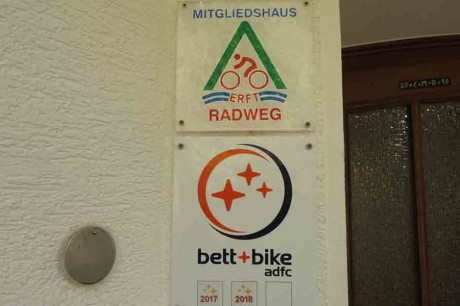 MITGLIEDSHAUS
ERFT
RADWEG
bett+bike
adfc
2017 2018